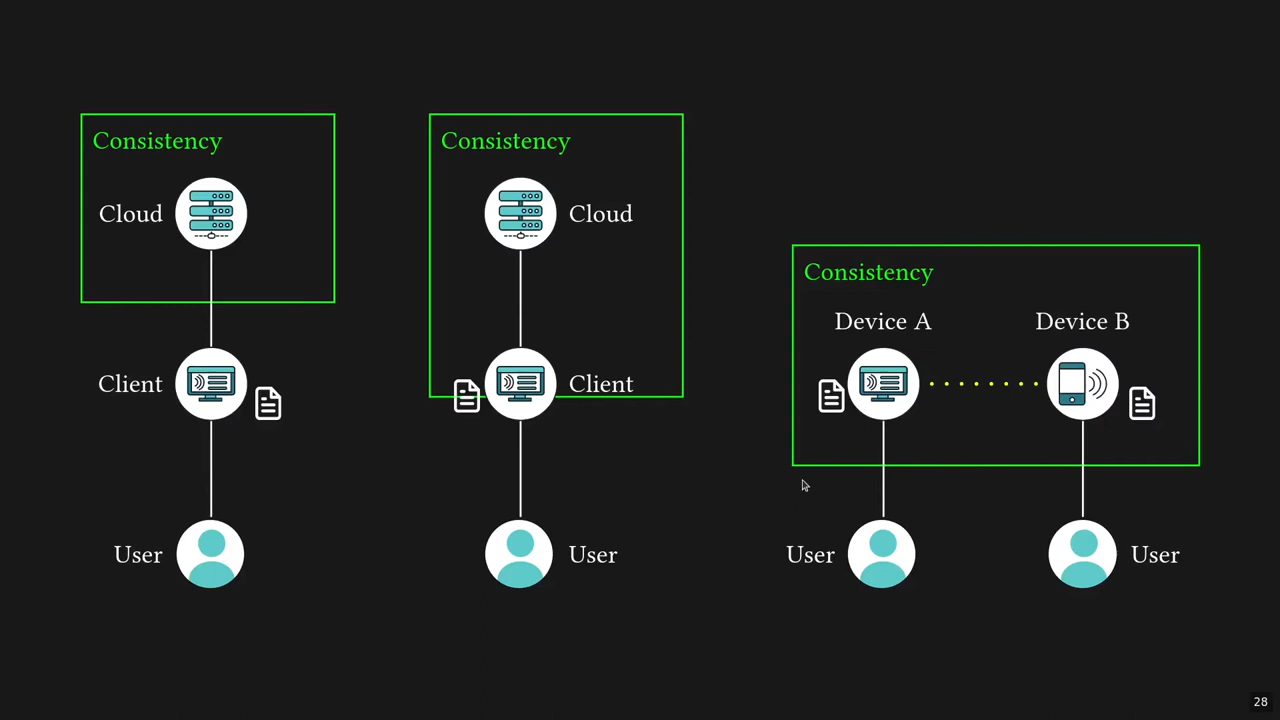 Consistency
Cloud
Client
User
Consistency
Cloud
Client
User
Consistency
Device A
Device B
User
User
28